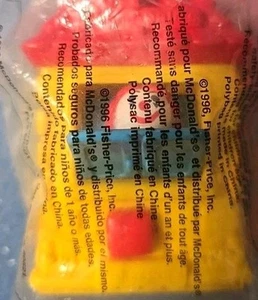 ©1996, Fisher-Price, Inc.
Fabriqué pour McDonald's® et distribué par McDonald's
Testé sans danger pour les enfants de tout âge.
Recommandé pour les enfants d'un an et plus.
Contenu fabriqué en Chine
Polysac imprimé en Chine
©1996 Fisher-Price, Inc.
Fabricado para McDonald's® y distribuido por el mismo.
Probados seguros para niños de todas edades.
Recomendado para niños de 1 año o mas.
Contenido fabricado en China.